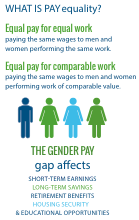 WHAT IS PAY equality?
Equal pay for equal work
paying the same wages to men and
women performing the same work.
Equal pay for comparable work
paying the same wages to men and women
performing work of comparable value.
THE GENDER PAY
gap affects
SHORT-TERM EARNINGS
LONG-TERM SAVINGS
RETIREMENT BENEFITS
HOUSING SECURITY
& EDUCATIONAL OPPORTUNITIES